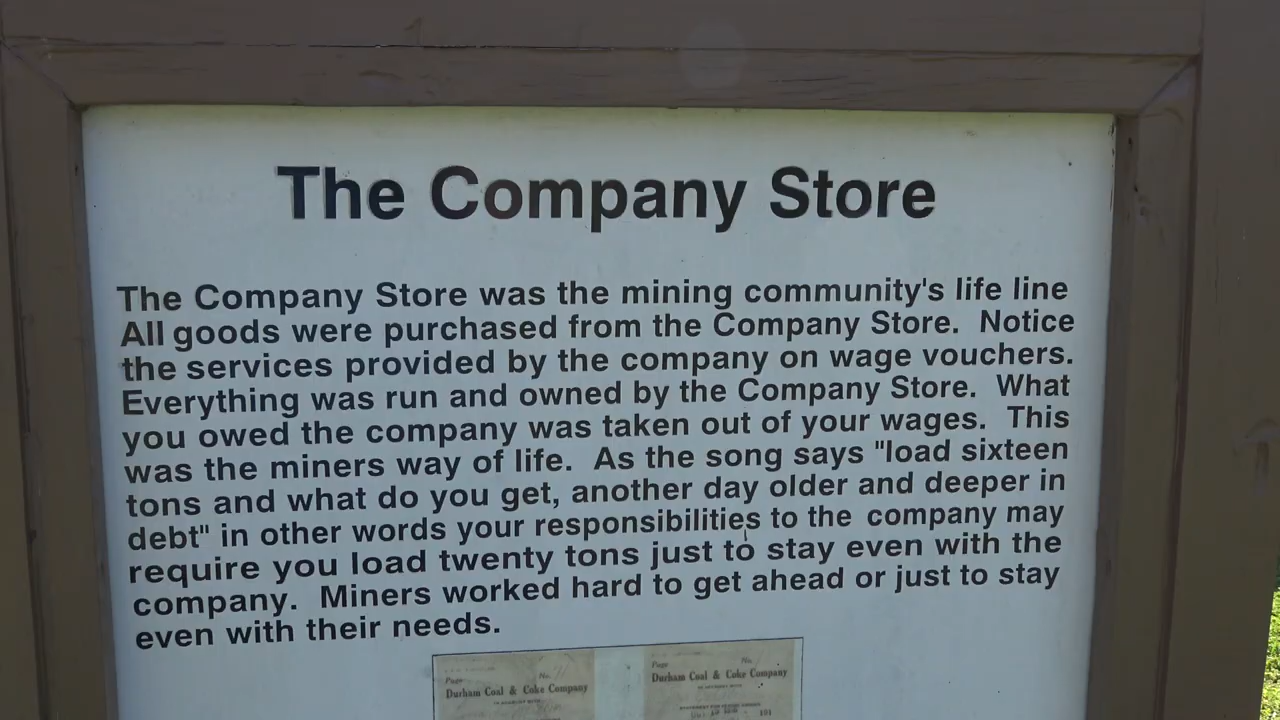 The Company Store
The Company Store was the mining community's life line
All goods were purchased from the Company Store.  Notice
the services provided by the company on wage vouchers.
Everything was run and owned by the Company Store.  What
you owed the company was taken out of your wages.  This
was the miners way of life.  As the song says "load sixteen
tons and what do you get, another day older and deeper in
debt" in other words your responsibilities to the company may
require you load twenty tons just to stay even with the
company.  Miners worked hard to get ahead or just to stay
even with their needs.
Page No.
Durham Coal & Coke Company
Page No.
Durham Coal & Coke Company
191